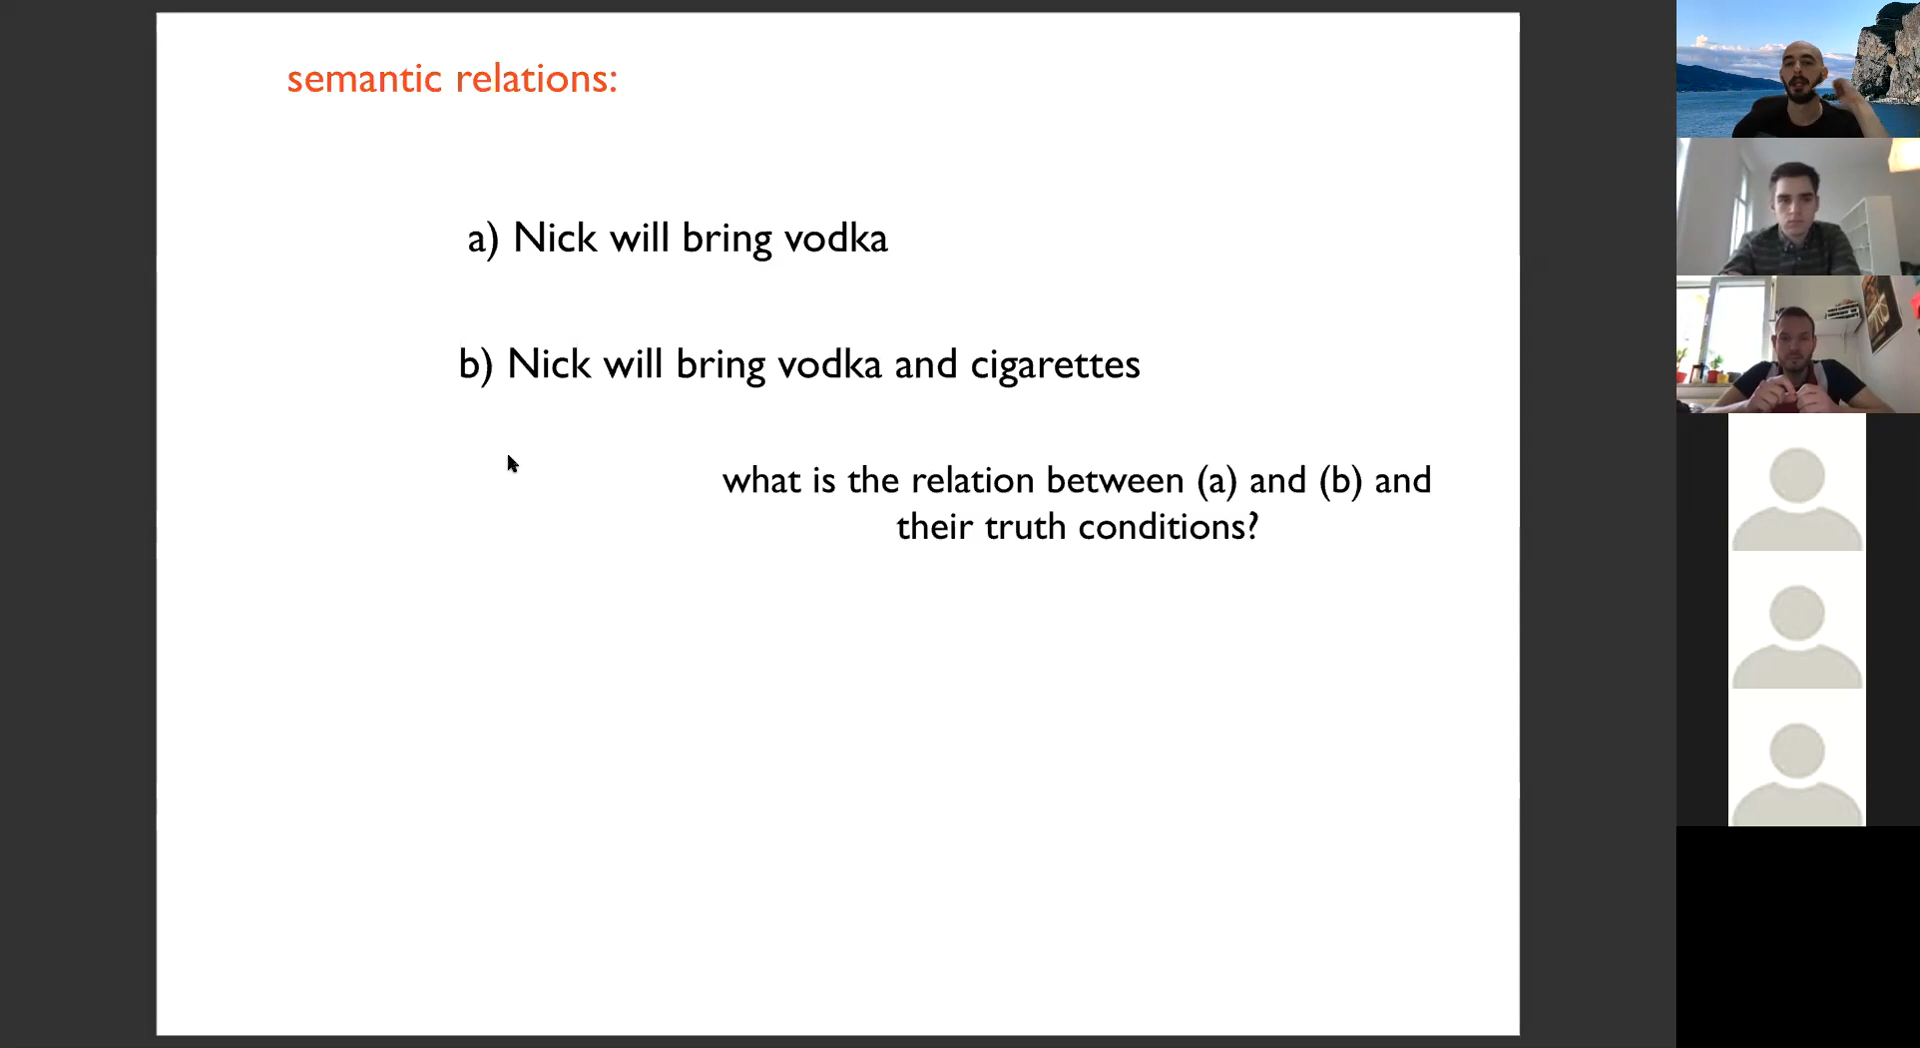 semantic relations:
a) Nick will bring vodka
b) Nick will bring vodka and cigarettes
what is the relation between (a) and (b) and
their truth conditions?